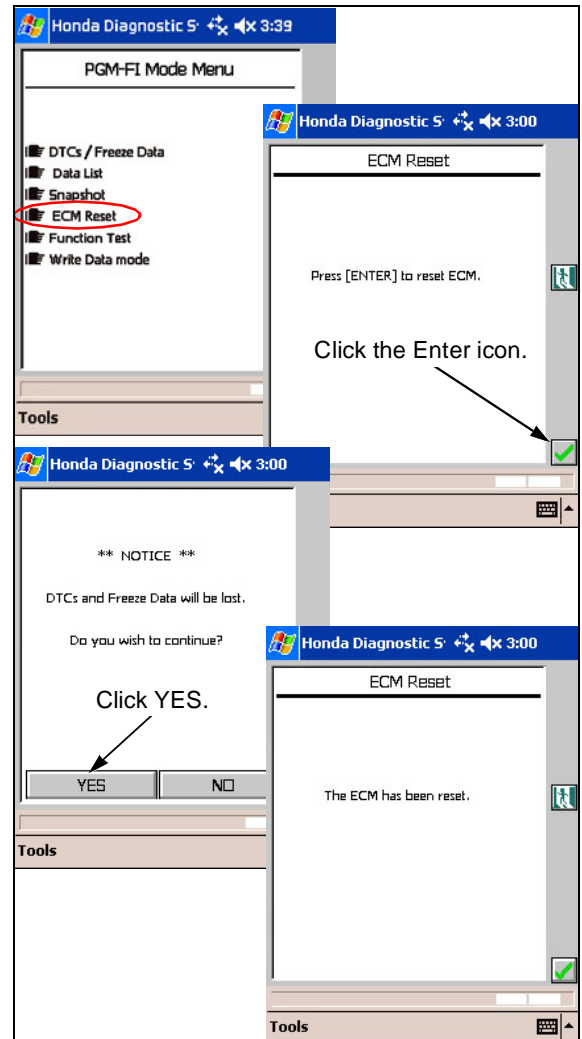 Honda Diagnostic S 3:39
PGM-FI Mode Menu
DTCs / Freeze Data
Data List
Snapshot
ECM Reset
Function Test
Write Data mode
Tools
Honda Diagnostic S 3:00
ECM Reset
Press [ENTER] to reset ECM.
Click the Enter icon.
Honda Diagnostic S 3:00
** NOTICE **
DTCs and Freeze Data will be lost.
Do you wish to continue?
Click YES.
YES NO
Tools
Honda Diagnostic S 3:00
ECM Reset
The ECM has been reset.
Tools